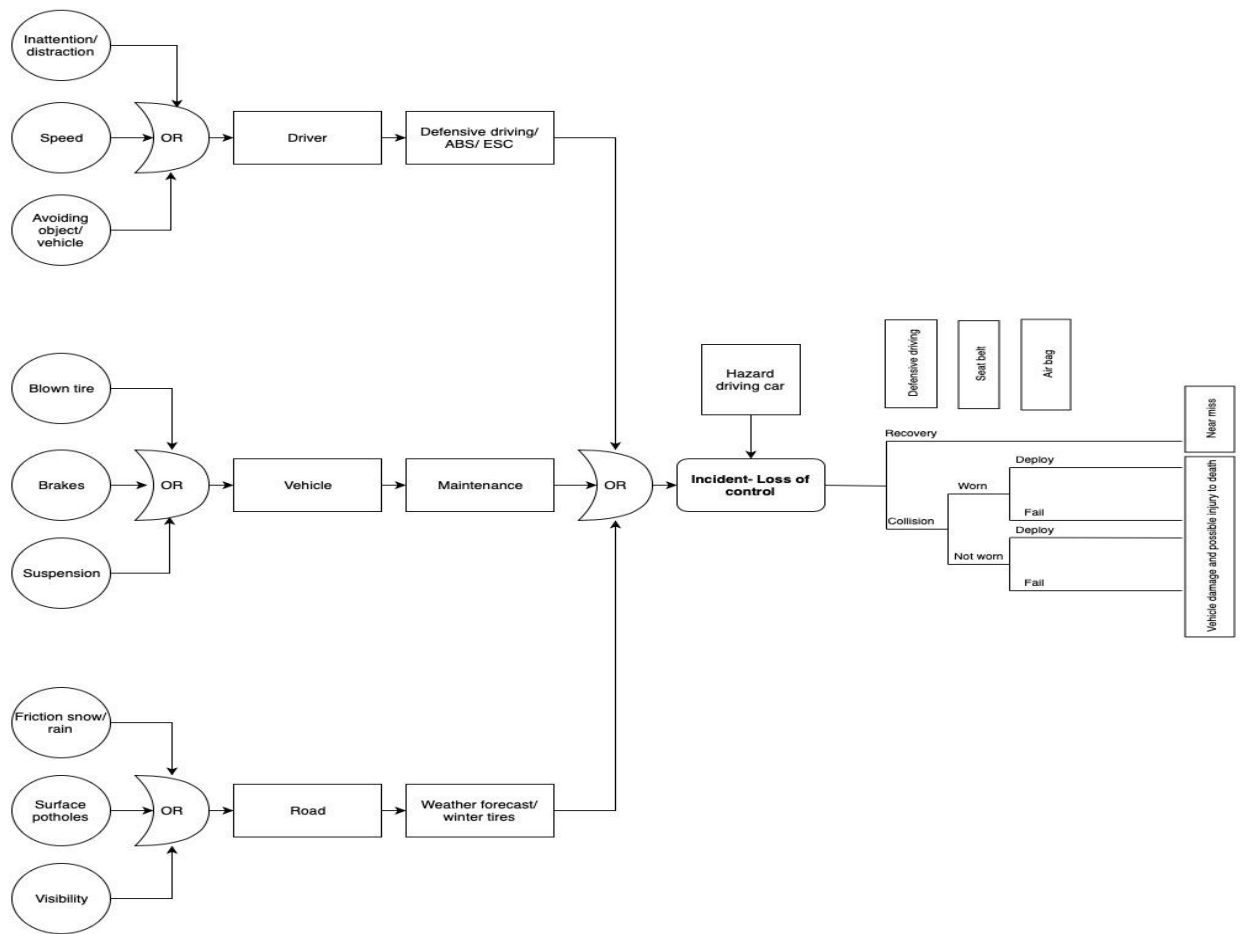 Inattention/
distraction
Speed
OR
Driver
Defensive driving/
ABS/ ESC
Avoiding
object/
vehicle
Blown tire
Brakes
OR
Vehicle
Maintenance
OR
Suspension
Hazard
driving car
Incident- Loss of
control
Defensive driving
Seat belt
Air bag
Recovery
Near miss
Deploy
Worn
Fail
Collision
Deploy
Not worn
Fail
Vehicle damage and possible injury to death
Friction snow/
rain
Surface
potholes
OR
Road
Weather forecast/
winter tires
Visibility